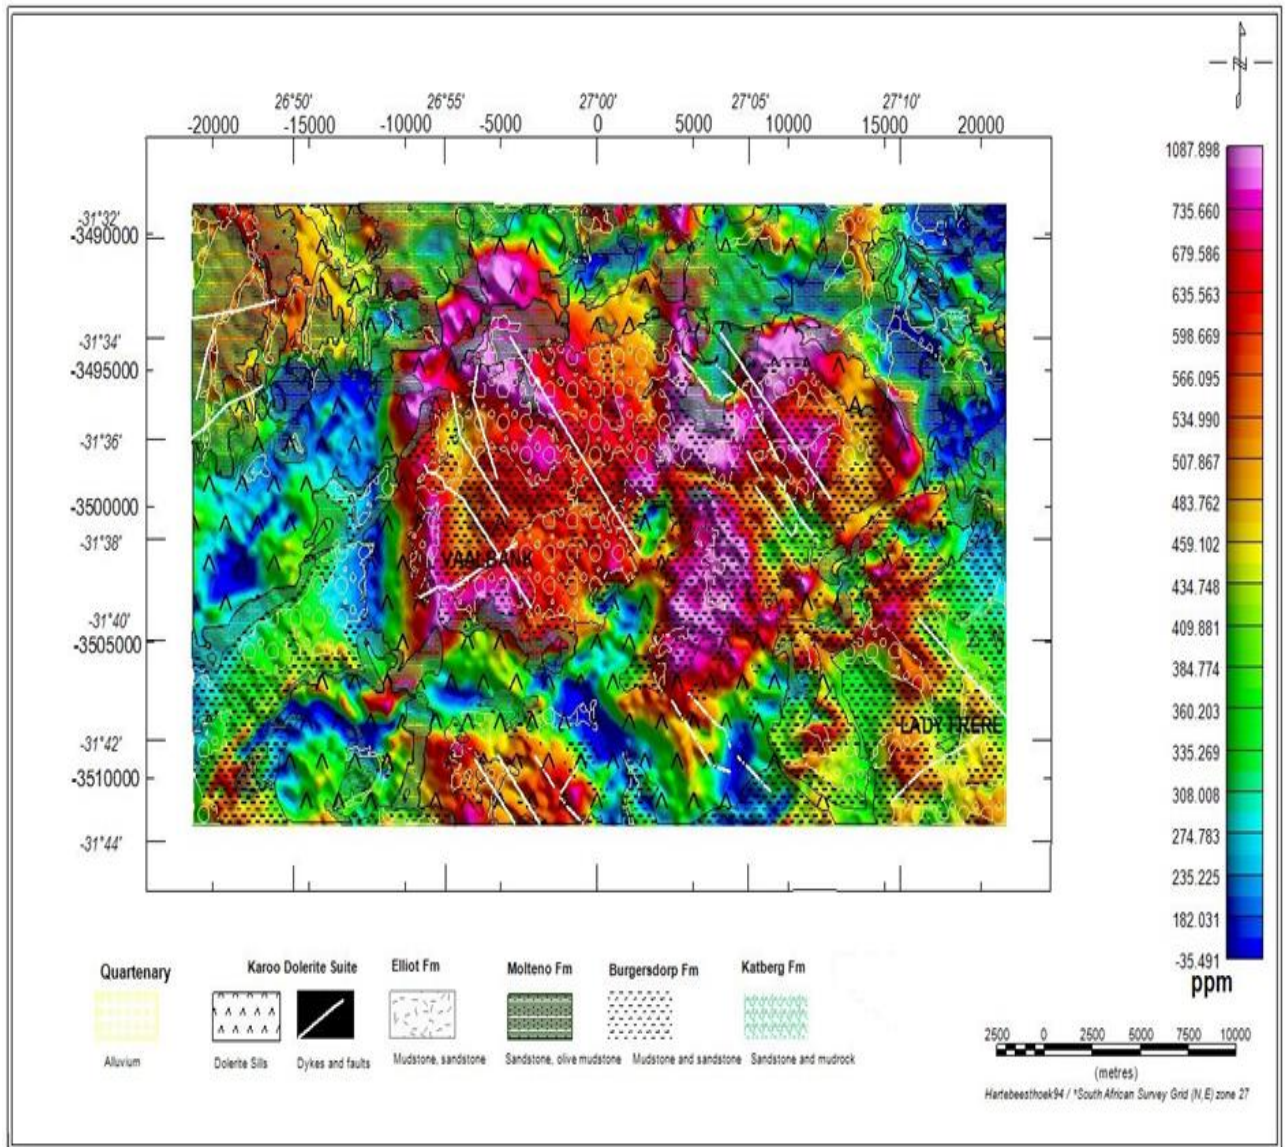 N
26°50' 26°55' 27°00' 27°05' 27°10'
-20000 -15000 -10000 -5000 0 5000 10000 15000 20000
1087.898
735.660
679.586
635.563
598.669
566.095
534.990
507.867
483.762
459.102
434.748
409.881
384.774
360.203
335.269
308.008
274.783
235.225
182.031
-35.491
ppm
-31°32'
-3490000
-31°34'
-3495000
-31°36'
-3500000
-31°38'
-31°40'
-3505000
-31°42'
-3510000
-31°44'
VAALBANK
LADY FRERE
Quartenary
Karoo Dolerite Suite
Elliot Fm
Molteno Fm
Burgersdorp Fm
Katberg Fm
Alluvium
Dolerite Sills
Dykes and faults
Mudstone, sandstone
Sandstone, olive mudstone
Mudstone and sandstone
Sandstone and mudrock
2500 0 2500 5000 7500 10000
(metres)
Hartebeesthoek94 / *South African Survey Grid (N,E) zone 27